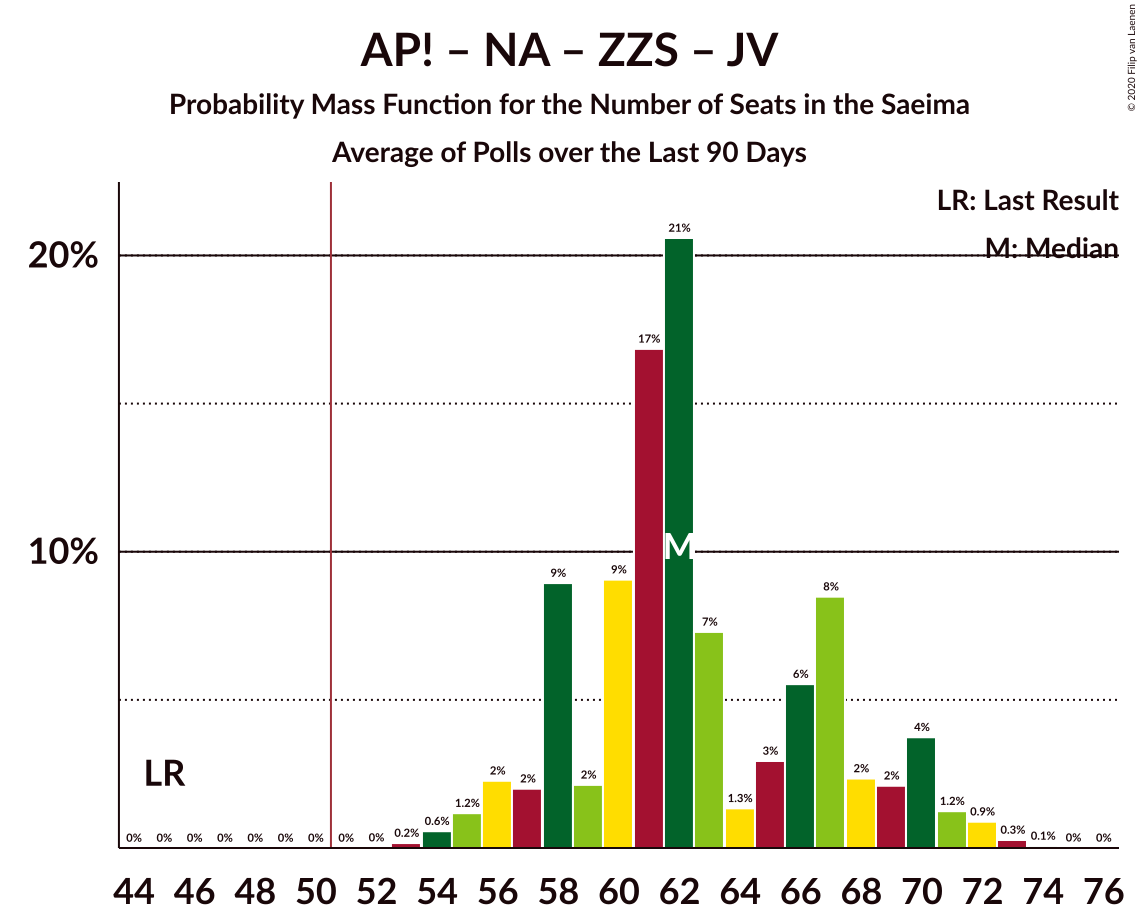 AP! – NA – ZZS – JV
Probability Mass Function for the Number of Seats in the Saeima
Average of Polls over the Last 90 Days
© 2020 Filip van Laenen
LR: Last Result
M: Median
20%
10%
LR
M
0% 0% 0% 0% 0% 0% 0% 0% 0% 0.2% 0.6% 1.2% 2% 2% 9% 2% 9% 17% 21% 7% 1.3% 3% 6% 8% 2% 2% 4% 1.2% 0.9% 0.3% 0.1% 0% 0%
44 46 48 50 52 54 56 58 60 62 64 66 68 70 72 74 76